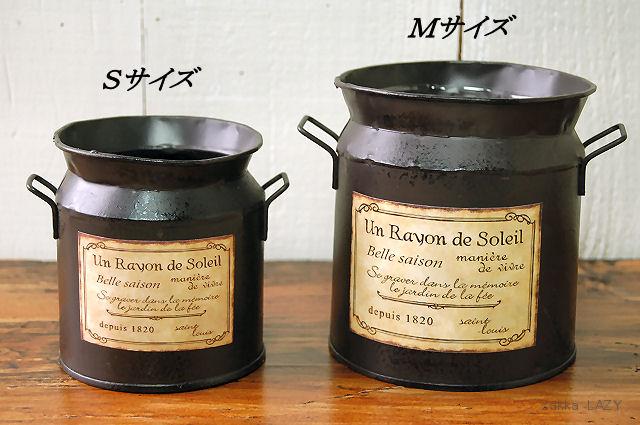 Sサイズ
Mサイズ
Un Rayon de Soleil
Belle saison manière
de vivre
Se graver dans la mémoire
le jardin de la fée
depuis 1820 saint
louis
Un Rayon de Soleil
Belle saison manière
de vivre
Se graver dans la mémoire
le jardin de la fée
depuis 1820 saint
louis
zakka LAZY